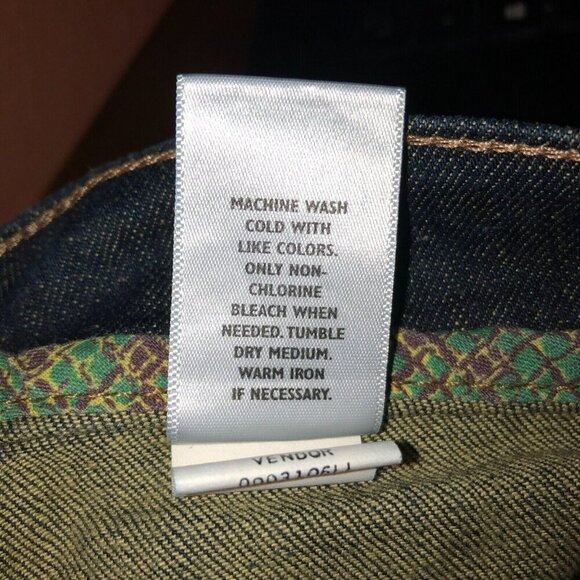 MACHINE WASH
COLD WITH
LIKE COLORS.
ONLY NON-
CHLORINE
BLEACH WHEN
NEEDED. TUMBLE
DRY MEDIUM.
WARM IRON
IF NECESSARY.
VENDOR